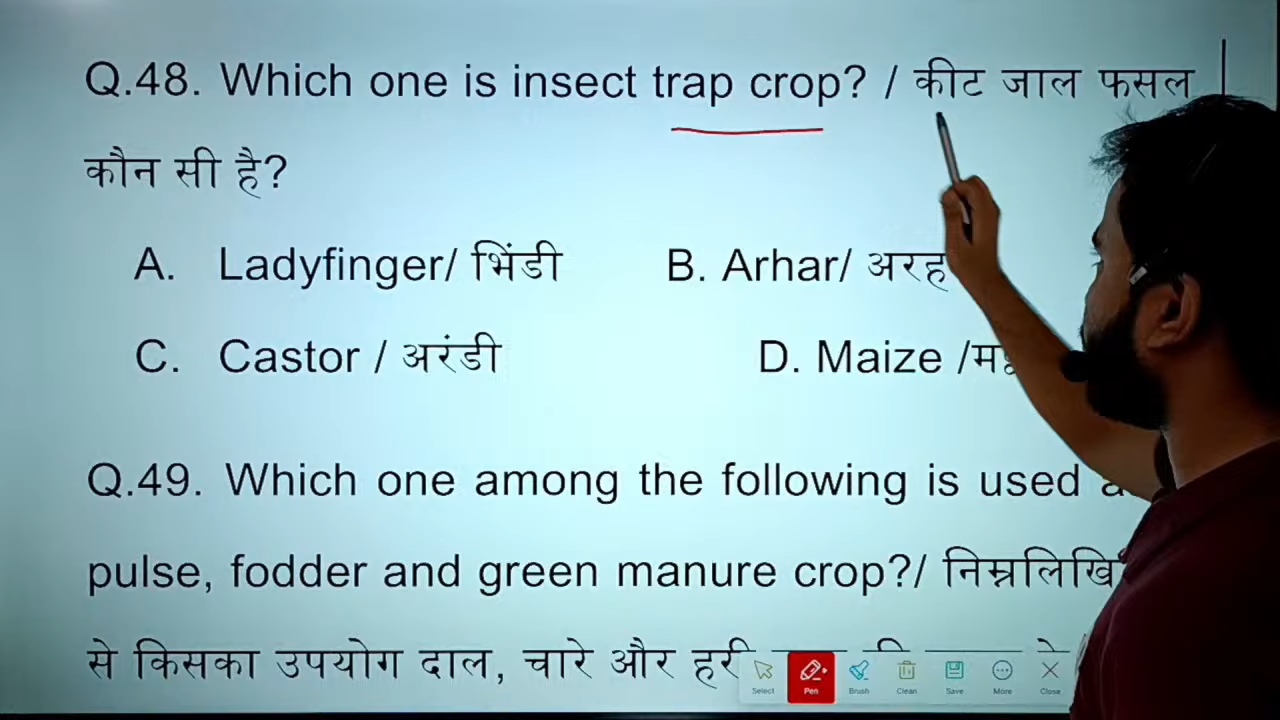 Q.48. Which one is insect trap crop? / कीट जाल फसल
कौन सी है?
A. Ladyfinger/ भिंडी B. Arhar/
C. Castor / अरंडी D. Maize /
Q.49. Which one among the following is used
pulse, fodder and green manure crop?/
से किसका उपयोग दाल, चारे और हरी
Select Pen Brush Clean Save More Close